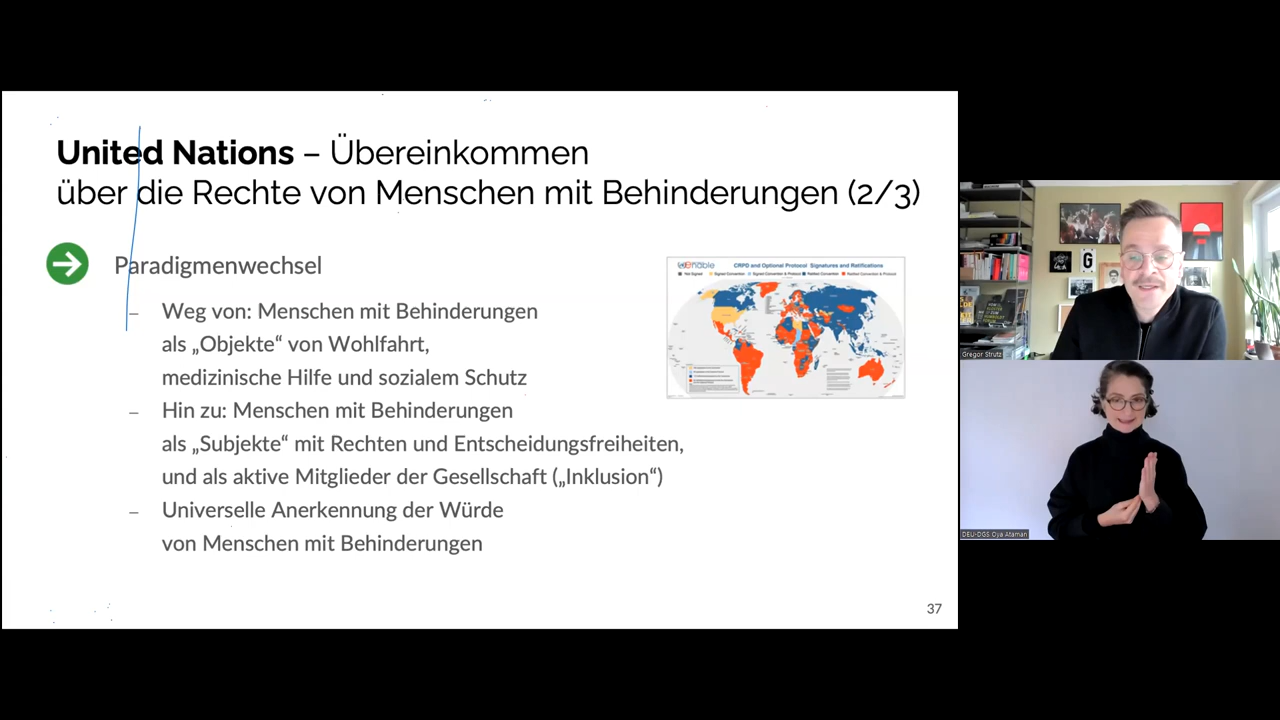 United Nations – Übereinkommen
über die Rechte von Menschen mit Behinderungen (2/3)
Paradigmenwechsel
enable
CRPD and Optional Protocol Signatures and Ratifications
– Weg von: Menschen mit Behinderungen
als „Objekte“ von Wohlfahrt,
medizinische Hilfe und sozialem Schutz
– Hin zu: Menschen mit Behinderungen
als „Subjekte“ mit Rechten und Entscheidungsfreiheiten,
und als aktive Mitglieder der Gesellschaft („Inklusion“)
– Universelle Anerkennung der Würde
von Menschen mit Behinderungen
37
G
Gregor Strutz
DEU-DGS Oya Ataman